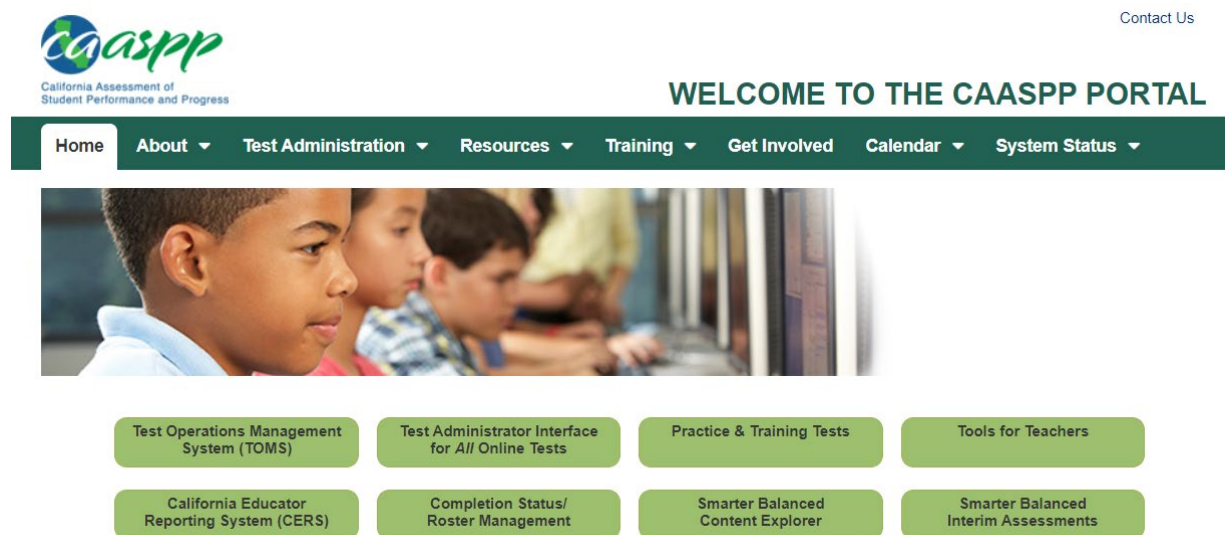 Contact Us
caaspp
California Assessment of
Student Performance and Progress
WELCOME TO THE CAASPP PORTAL
Home About Test Administration Resources Training Get Involved Calendar System Status
Test Operations Management
System (TOMS)
Test Administrator Interface
for All Online Tests
Practice & Training Tests
Tools for Teachers
California Educator
Reporting System (CERS)
Completion Status/
Roster Management
Smarter Balanced
Content Explorer
Smarter Balanced
Interim Assessments